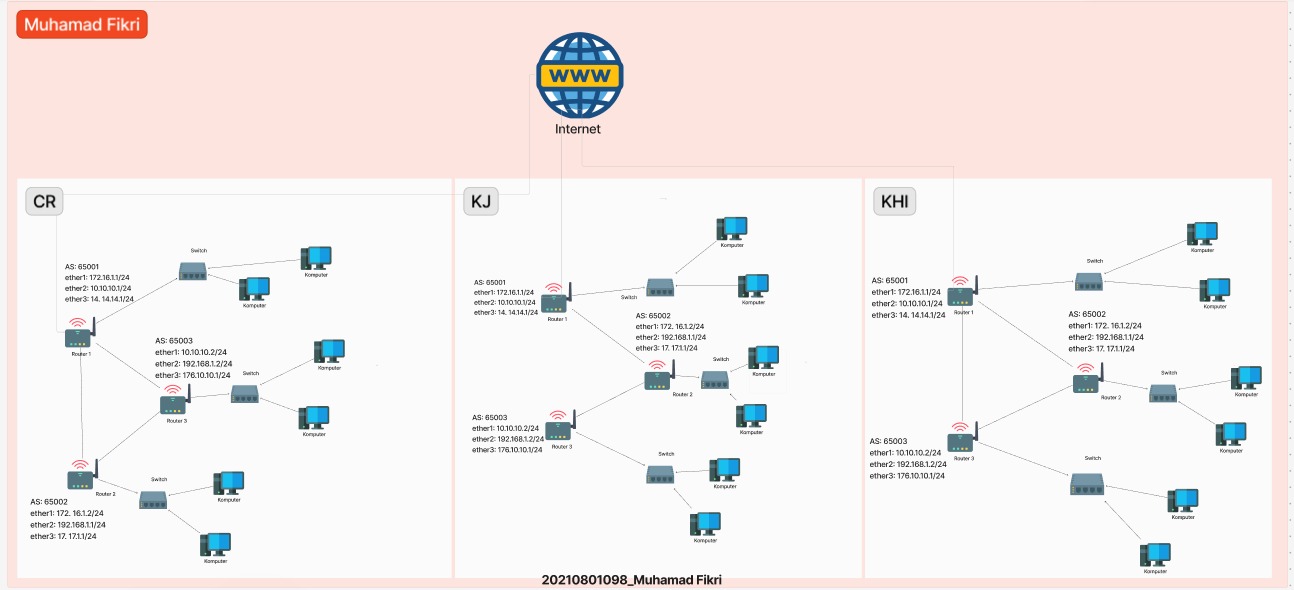 Muhamad Fikri
WWW
Internet
CR
Switch
Komputer
Komputer
AS: 65001
ether1: 172.16.1.1/24
ether2: 10.10.10.1/24
ether3: 14. 14.14.1/24
Router 1
AS: 65003
ether1: 10.10.10.2/24
ether2: 192.168.1.2/24
ether3: 176.10.10.1/24
Router 3
Switch
Komputer
Komputer
Router 2
AS: 65002
ether1: 172. 16.1.2/24
ether2: 192.168.1.1/24
ether3: 17. 17.1.1/24
Switch
Komputer
Komputer
KJ
Komputer
AS: 65001
ether1: 172.16.1.1/24
ether2: 10.10.10.1/24
ether3: 14. 14.14.1/24
Router 1
Switch
Komputer
AS: 65002
ether1: 172. 16.1.2/24
ether2: 192.168.1.1/24
ether3: 17. 17.1.1/24
Router 2
Switch
Komputer
Komputer
AS: 65003
ether1: 10.10.10.2/24
ether2: 192.168.1.2/24
ether3: 176.10.10.1/24
Router 3
Switch
Komputer
Komputer
KHI
Komputer
Switch
Komputer
AS: 65001
ether1: 172.16.1.1/24
ether2: 10.10.10.1/24
ether3: 14. 14.14.1/24
Router 1
AS: 65002
ether1: 172. 16.1.2/24
ether2: 192.168.1.1/24
ether3: 17. 17.1.1/24
Router 2
Switch
Komputer
Komputer
AS: 65003
ether1: 10.10.10.2/24
ether2: 192.168.1.2/24
ether3: 176.10.10.1/24
Router 3
Switch
Komputer
Komputer
20210801098_Muhamad Fikri